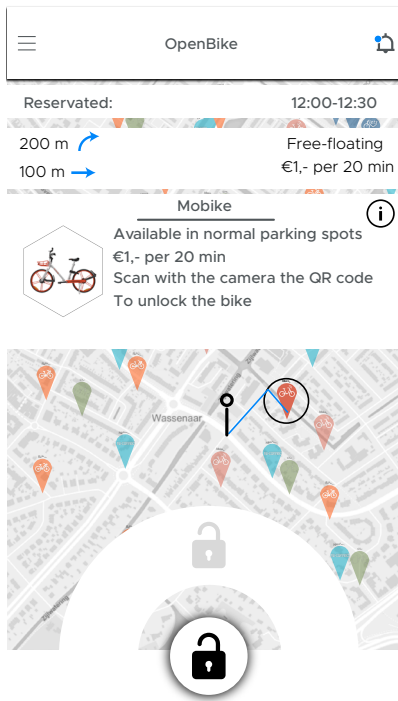 OpenBike
Reservated: 12:00-12:30
200 m
Free-floating
100 m
€1,- per 20 min
Mobike
Available in normal parking spots
€1,- per 20 min
Scan with the camera the QR code
To unlock the bike
Wassenaar